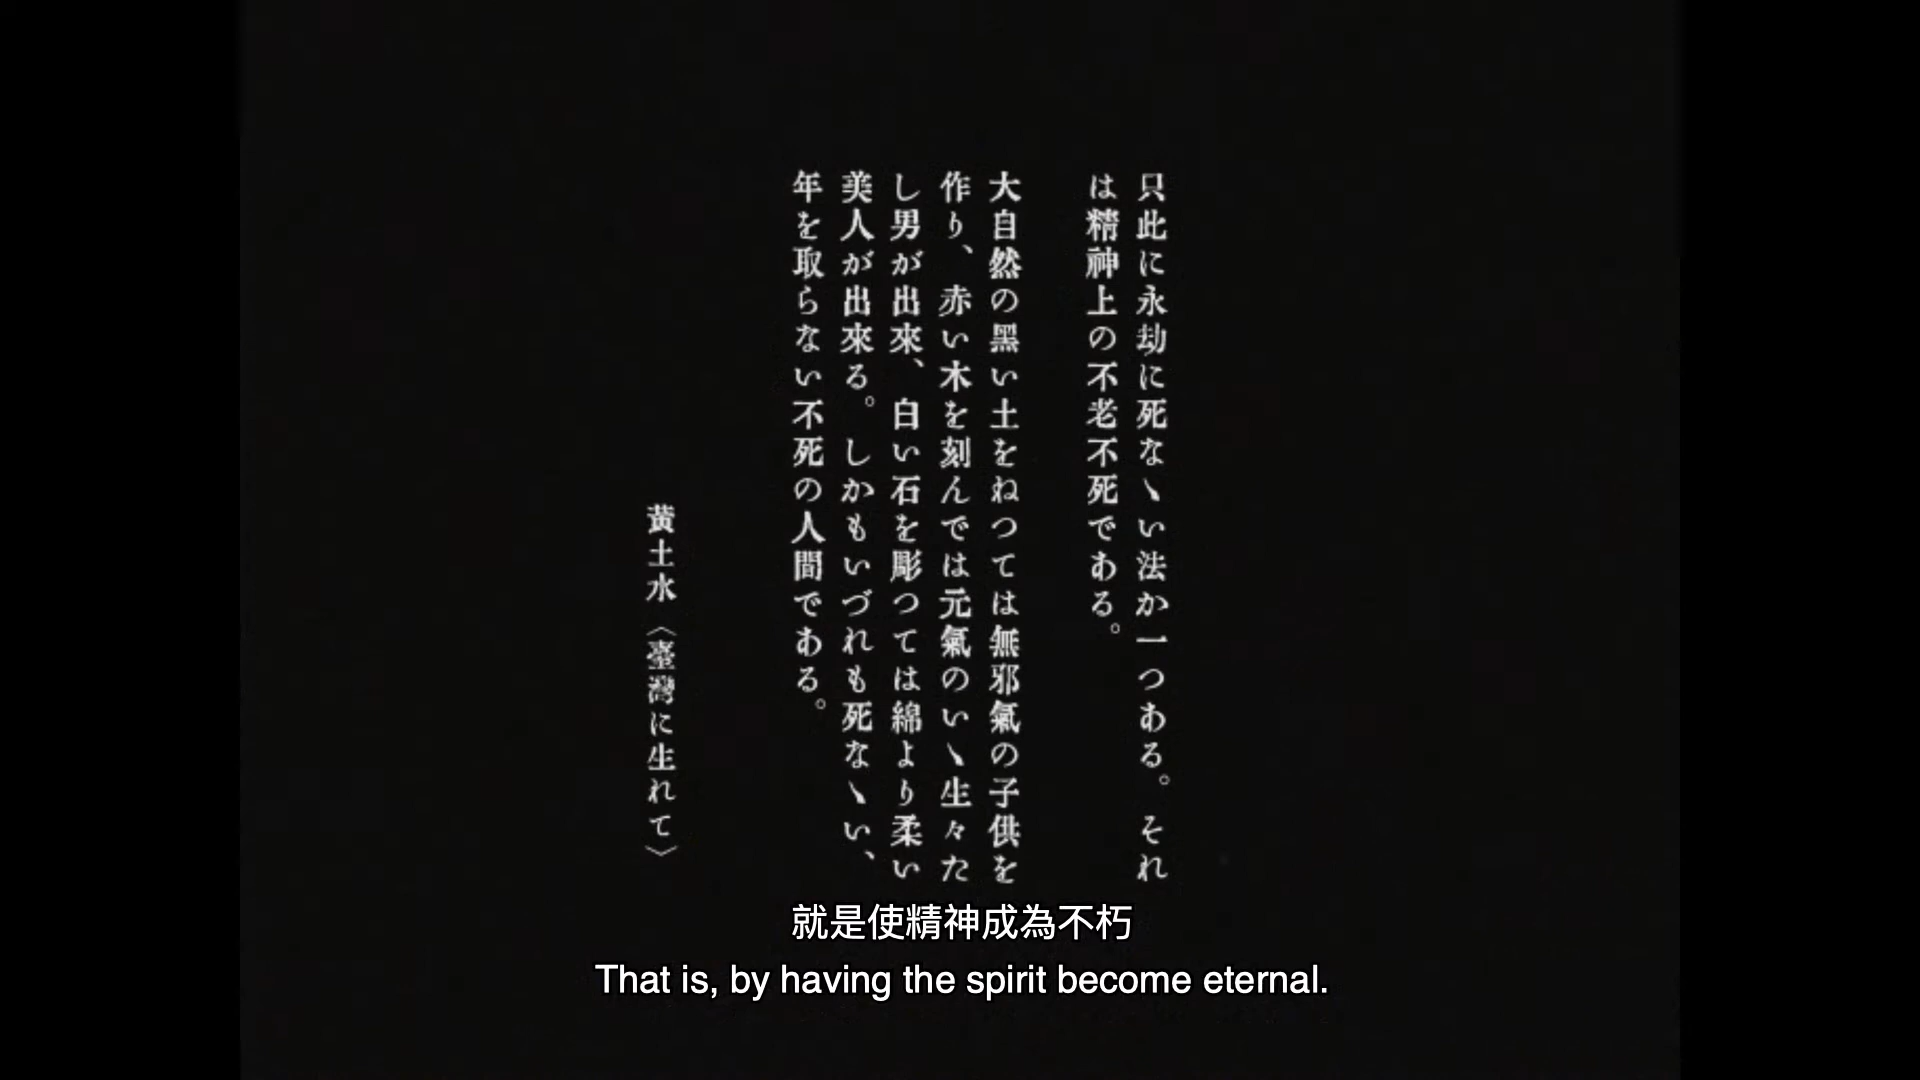 只此に永劫に死なヽい法か一つある。それ
は精神上の不老不死である。
大自然の黑い土をねつては無邪氣の子供を
作り、赤い木を刻んでは元氣のいヽ生々た
し男が出來、白い石を彫つては綿より柔い
美人が出來る。しかもいづれも死なヽい、
年を取らない不死の人間である。
黃土水〈臺灣に生れて〉
就是使精神成為不朽
That is, by having the spirit become eternal.